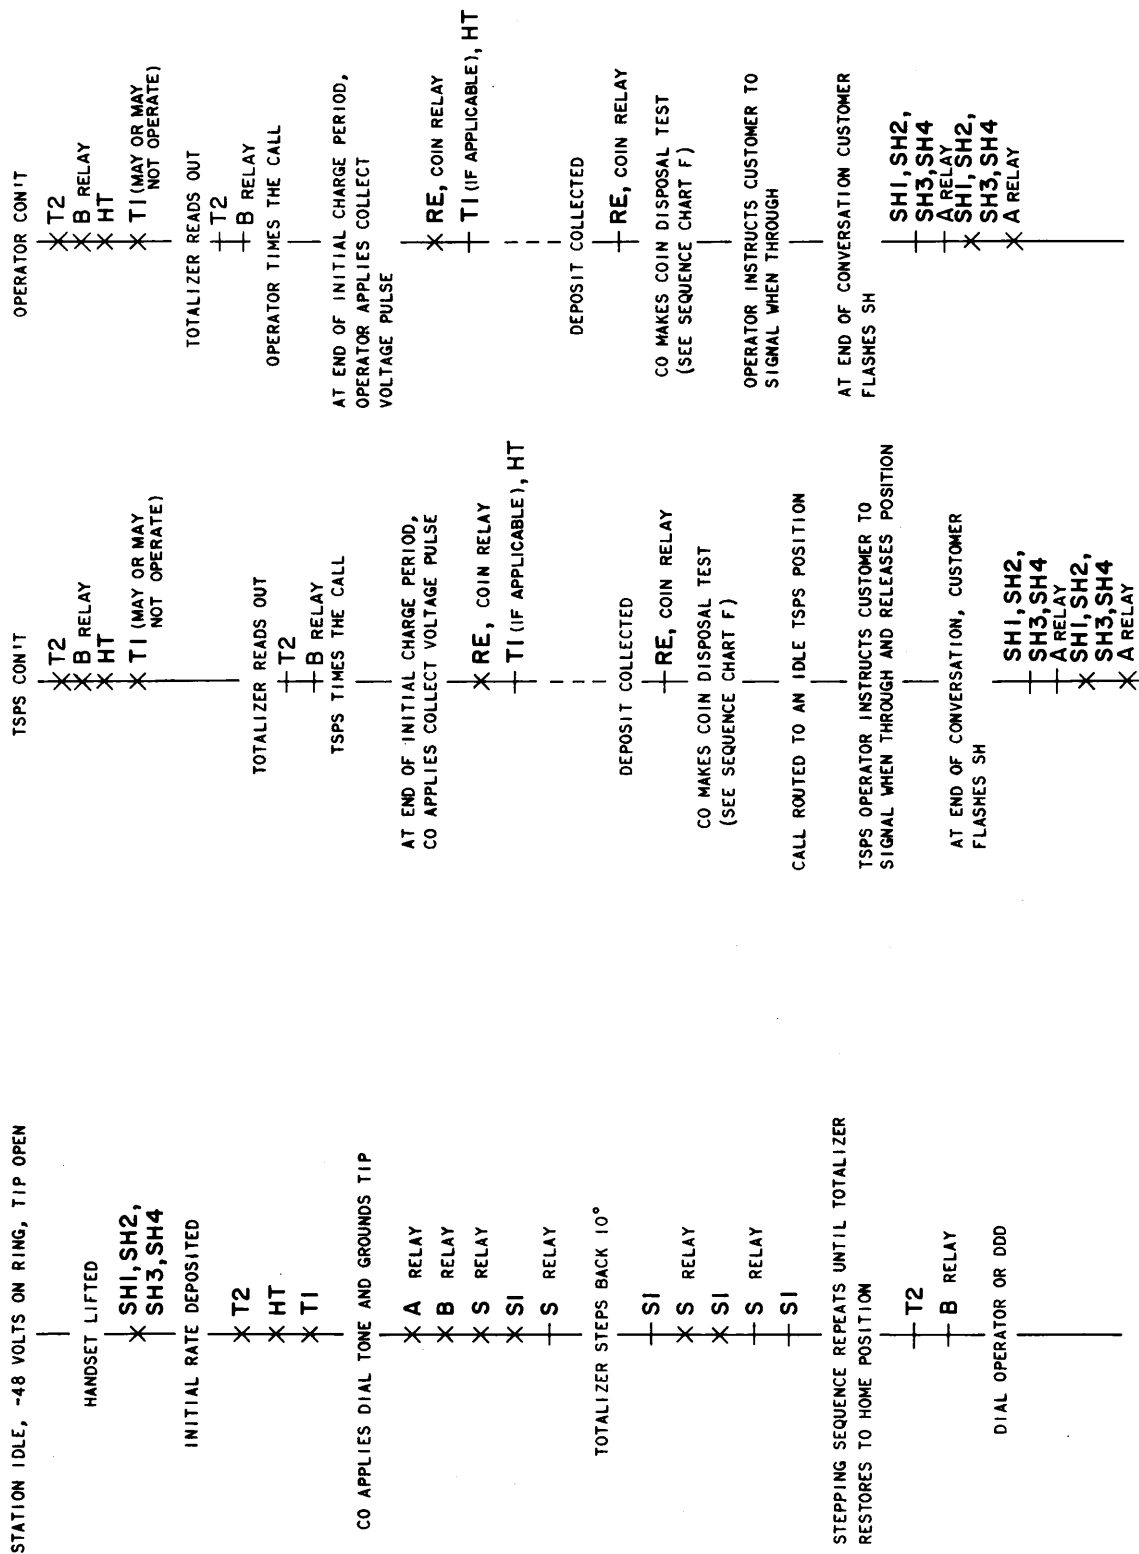 STATION IDLE, -48 VOLTS ON RING, TIP OPEN
HANDSET LIFTED
SH1, SH2,
SH3, SH4
INITIAL RATE DEPOSITED
T2
HT
T1
CO APPLIES DIAL TONE AND GROUNDS TIP
A RELAY
B RELAY
S RELAY
S1
S RELAY
TOTALIZER STEPS BACK 10°
S1
S RELAY
S1
S RELAY
S1
STEPPING SEQUENCE REPEATS UNTIL TOTALIZER
RESTORES TO HOME POSITION
T2
B RELAY
DIAL OPERATOR OR DDD
TSPS CON'T
T2
B RELAY
HT
T1 (MAY OR MAY
NOT OPERATE)
TOTALIZER READS OUT
T2
B RELAY
TSPS TIMES THE CALL
AT END OF INITIAL CHARGE PERIOD,
CO APPLIES COLLECT VOLTAGE PULSE
RE, COIN RELAY
T1 (IF APPLICABLE), HT
DEPOSIT COLLECTED
RE, COIN RELAY
CO MAKES COIN DISPOSAL TEST
(SEE SEQUENCE CHART F)
CALL ROUTED TO AN IDLE TSPS POSITION
TSPS OPERATOR INSTRUCTS CUSTOMER TO
SIGNAL WHEN THROUGH AND RELEASES POSITION
AT END OF CONVERSATION, CUSTOMER
FLASHES SH
SH1, SH2,
SH3, SH4
A RELAY
SH1, SH2,
SH3, SH4
A RELAY
OPERATOR CON'T
T2
B RELAY
HT
T1 (MAY OR MAY
NOT OPERATE)
TOTALIZER READS OUT
T2
B RELAY
OPERATOR TIMES THE CALL
AT END OF INITIAL CHARGE PERIOD,
OPERATOR APPLIES COLLECT
VOLTAGE PULSE
RE, COIN RELAY
T1 (IF APPLICABLE), HT
DEPOSIT COLLECTED
RE, COIN RELAY
CO MAKES COIN DISPOSAL TEST
(SEE SEQUENCE CHART F)
OPERATOR INSTRUCTS CUSTOMER TO
SIGNAL WHEN THROUGH
AT END OF CONVERSATION CUSTOMER
FLASHES SH
SH1, SH2,
SH3, SH4
A RELAY
SH1, SH2,
SH3, SH4
A RELAY